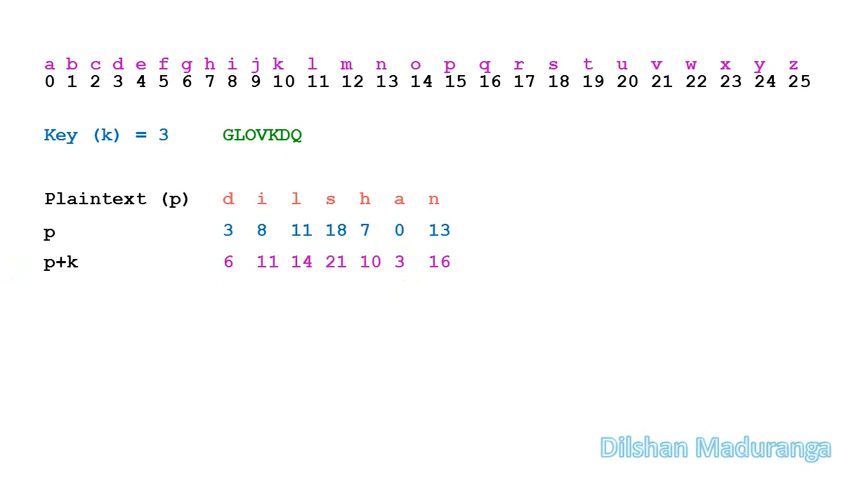 a b c d e f g h i j k l m n o p q r s t u v w x y z
0 1 2 3 4 5 6 7 8 9 10 11 12 13 14 15 16 17 18 19 20 21 22 23 24 25
Key (k) = 3 GLOVKDQ
Plaintext (p) d i l s h a n
p 3 8 11 18 7 0 13
p+k 6 11 14 21 10 3 16
Dilshan Maduranga